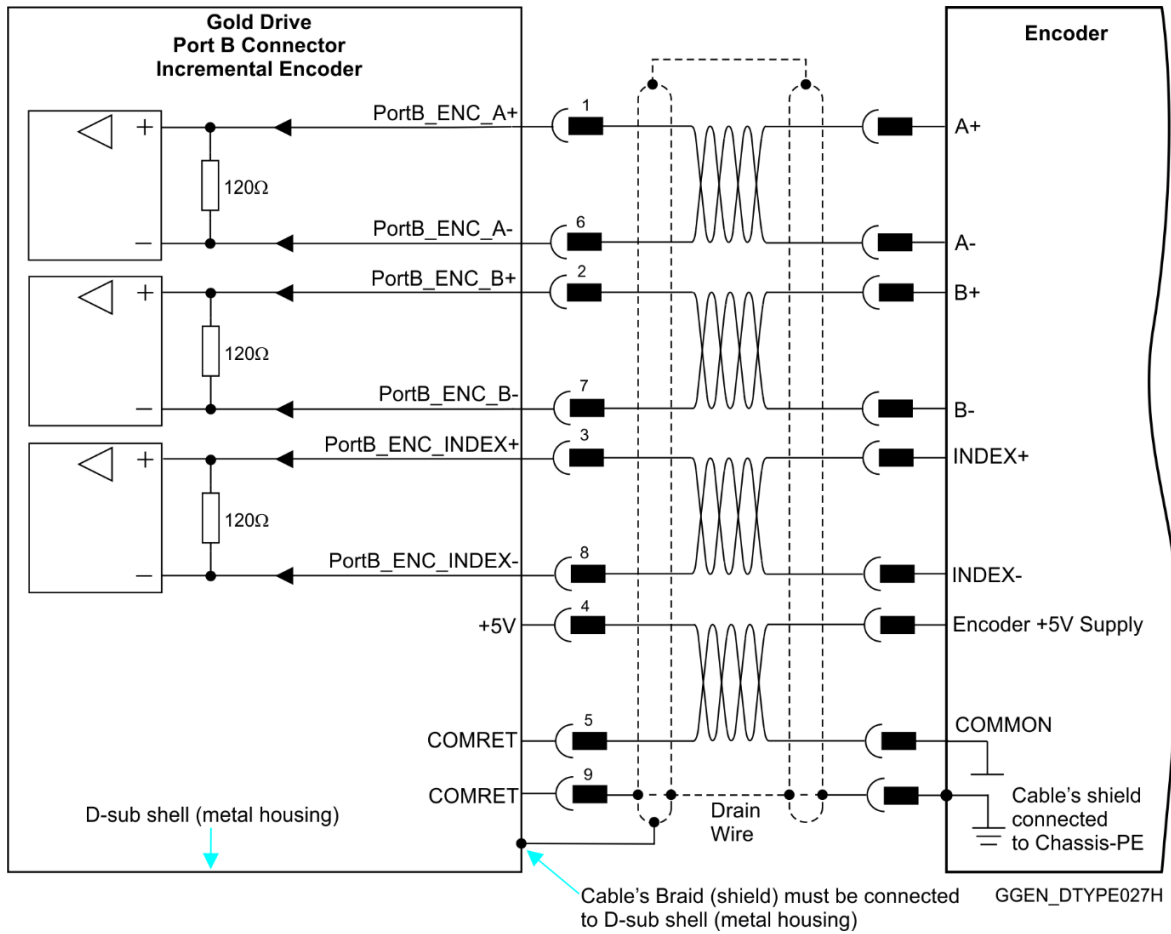 Gold Drive
Port B Connector
Incremental Encoder
Encoder
PortB_ENC_A+
1
A+
+
120Ω
PortB_ENC_A-
6
A-
−
PortB_ENC_B+
2
B+
+
120Ω
PortB_ENC_B-
7
B-
−
PortB_ENC_INDEX+
3
INDEX+
+
120Ω
PortB_ENC_INDEX-
8
INDEX-
−
+5V
4
Encoder +5V Supply
COMRET
5
COMMON
COMRET
9
Drain
Wire
Cable's shield
connected
to Chassis-PE
D-sub shell (metal housing)
Cable's Braid (shield) must be connected
to D-sub shell (metal housing)
GGEN_DTYPE027H